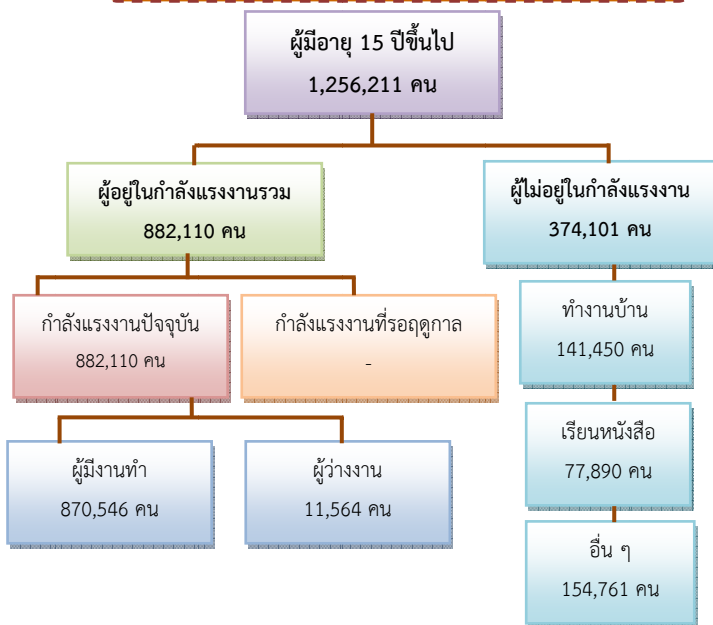 ผู้มีอายุ 15 ปีขึ้นไป
1,256,211 คน
ผู้อยู่ในกำลังแรงงานรวม
882,110 คน
ผู้ไม่อยู่ในกำลังแรงงาน
374,101 คน
กำลังแรงงานปัจจุบัน
882,110 คน
กำลังแรงงานที่รอฤดูกาล
-
ทำงานบ้าน
141,450 คน
ผู้มีงานทำ
870,546 คน
ผู้ว่างงาน
11,564 คน
เรียนหนังสือ
77,890 คน
อื่น ๆ
154,761 คน